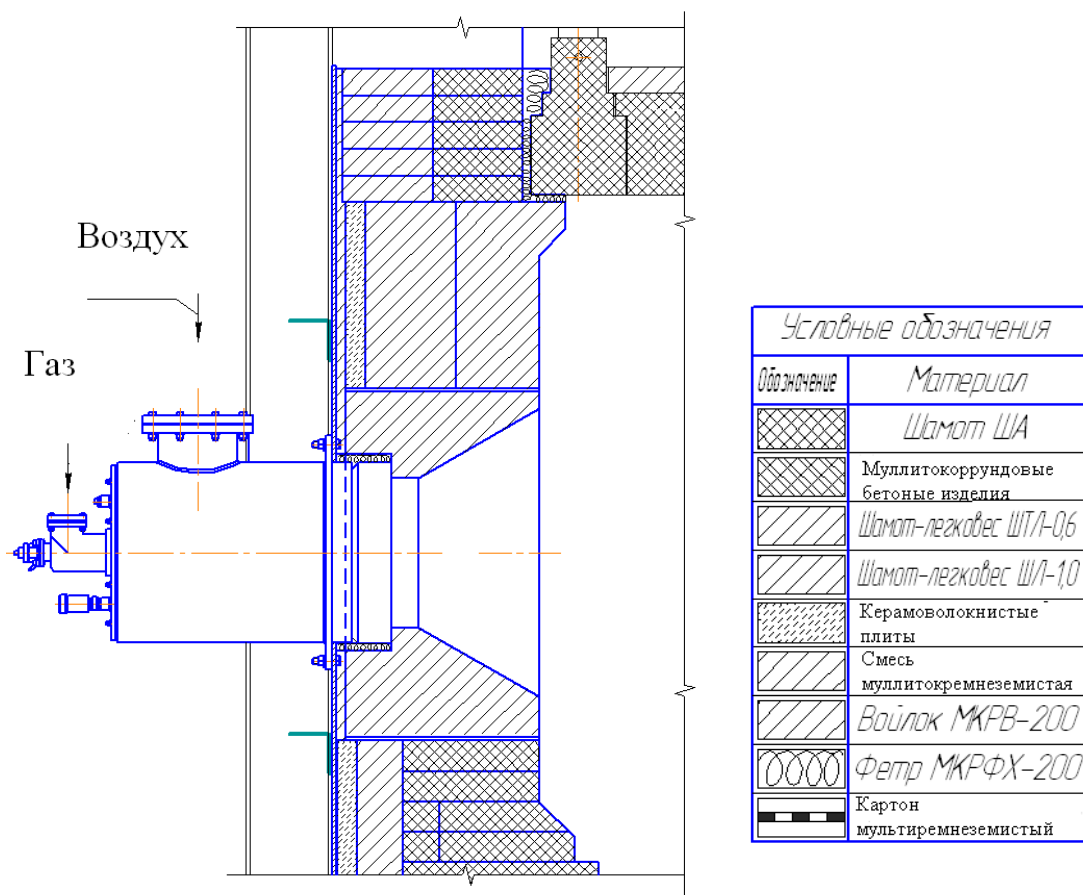 Воздух
Газ
Условные обозначения
Обозначение Материал
Шамот ША
Муллитокоррундовые
бетоные изделия
Шамот-легковес ШТЛ-0,6
Шамот-легковес ШЛ-1,0
Керамоволокнистые
плиты
Смесь
муллитокремнеземистая
Войлок МКРВ-200
Фетр МКРФХ-200
Картон
мультиремнеземистый